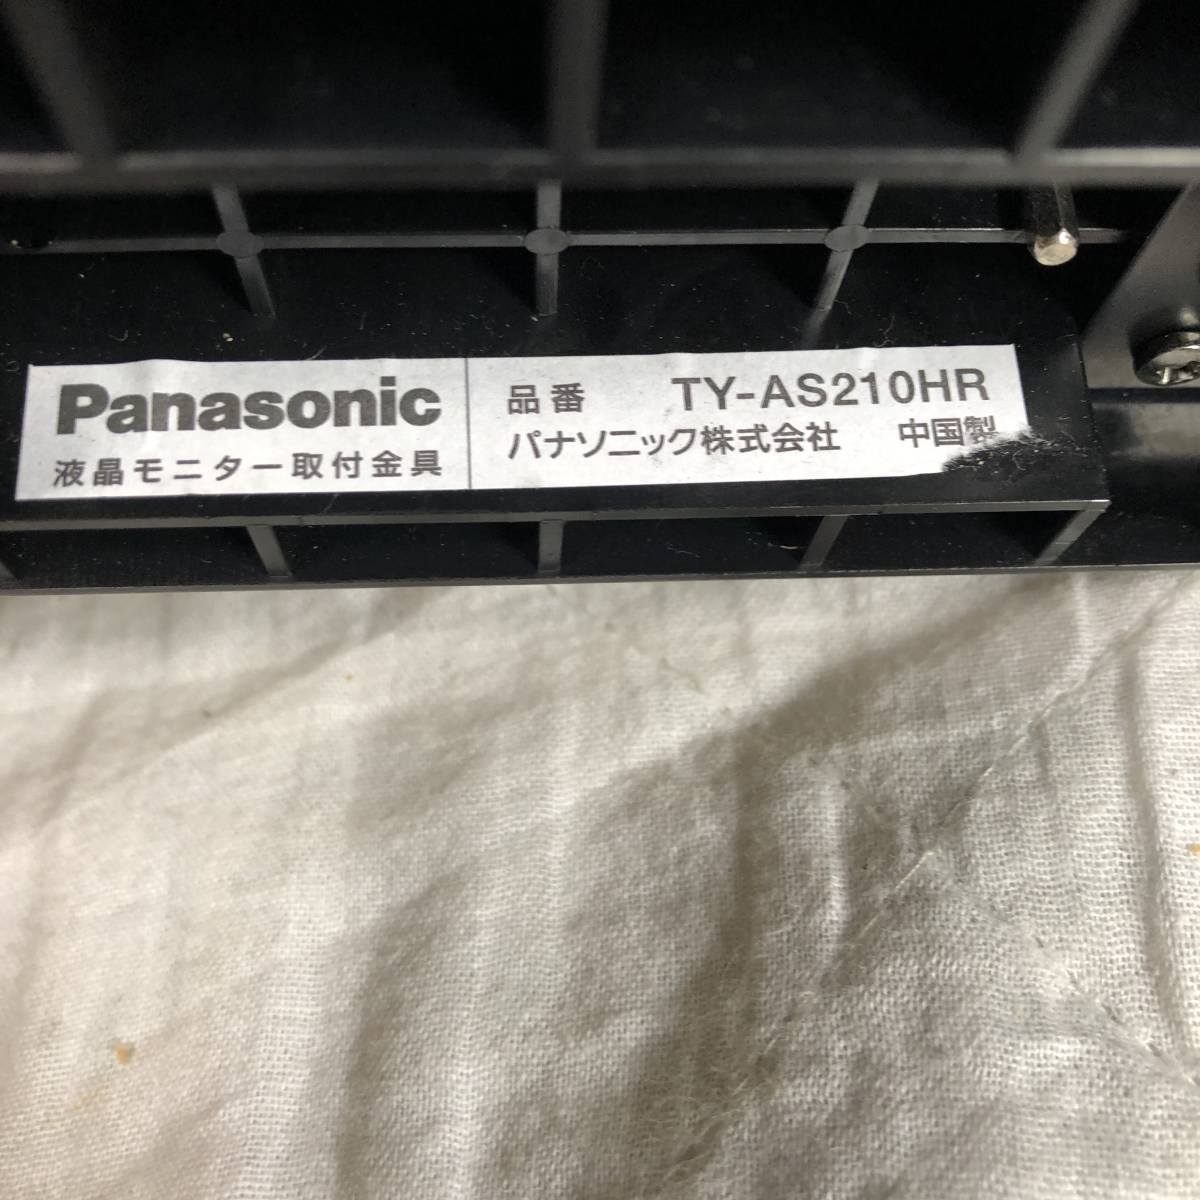 Panasonic
液晶モニター取付金具
品番 TY-AS210HR
パナソニック株式会社 中国製